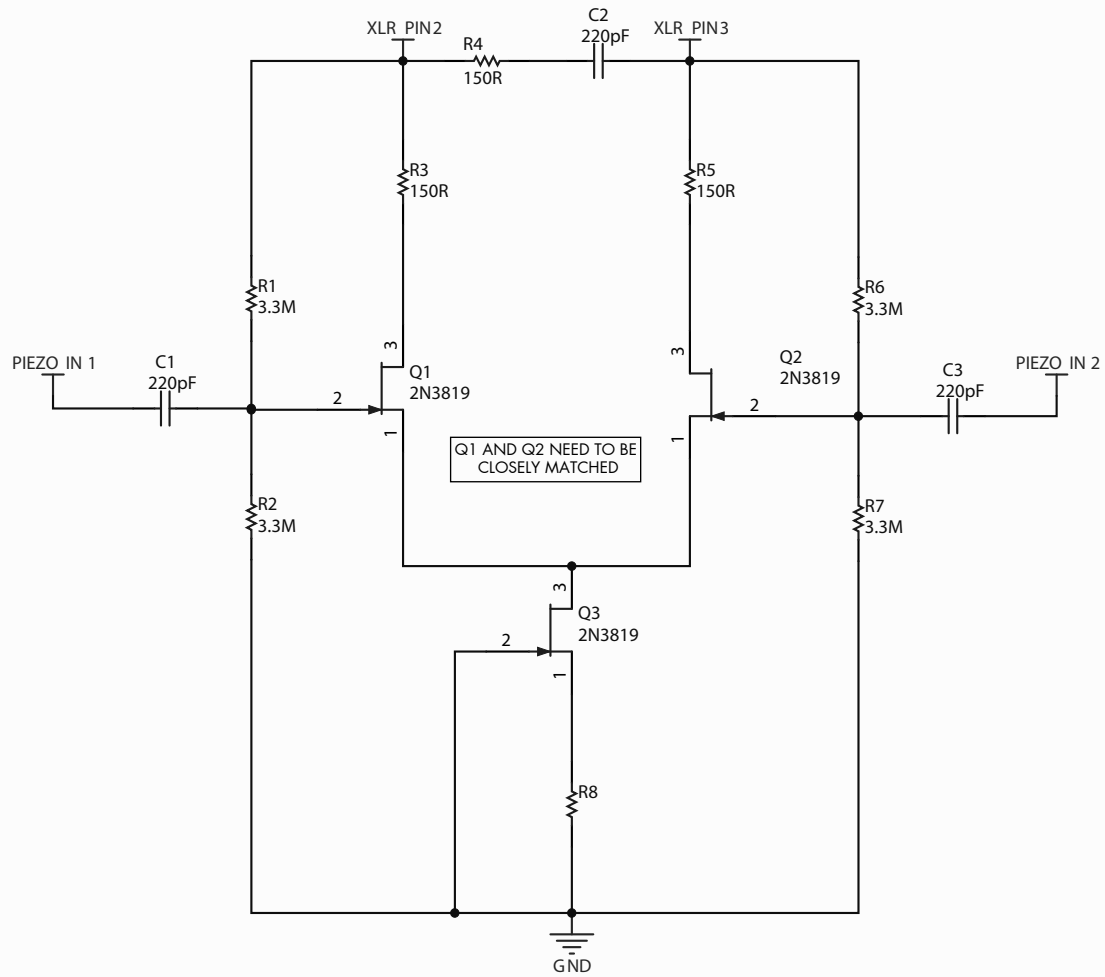 XLR PIN2
R4
150R
C2
220pF
XLR PIN3
R3
150R
R5
150R
R1
3.3M
R6
3.3M
PIEZO IN 1
C1
220pF
2
3
Q1
2N3819
1
3
Q2
2N3819
2
1
C3
220pF
PIEZO IN 2
Q1 AND Q2 NEED TO BE
CLOSELY MATCHED
R2
3.3M
R7
3.3M
3
Q3
2N3819
2
1
R8
GND